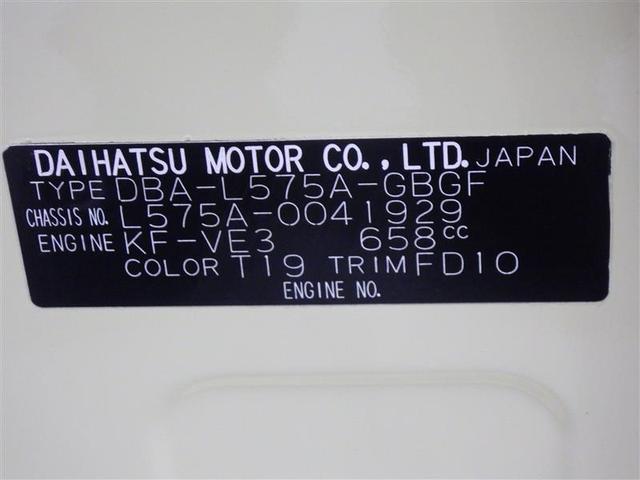 DAIHATSU MOTOR CO., LTD. JAPAN
TYPE DBA-L575A-GBGF
CHASSIS NO. L575A-0041929
ENGINE KF-VE3 658cc
COLOR T19 TRIM FD10
ENGINE NO.